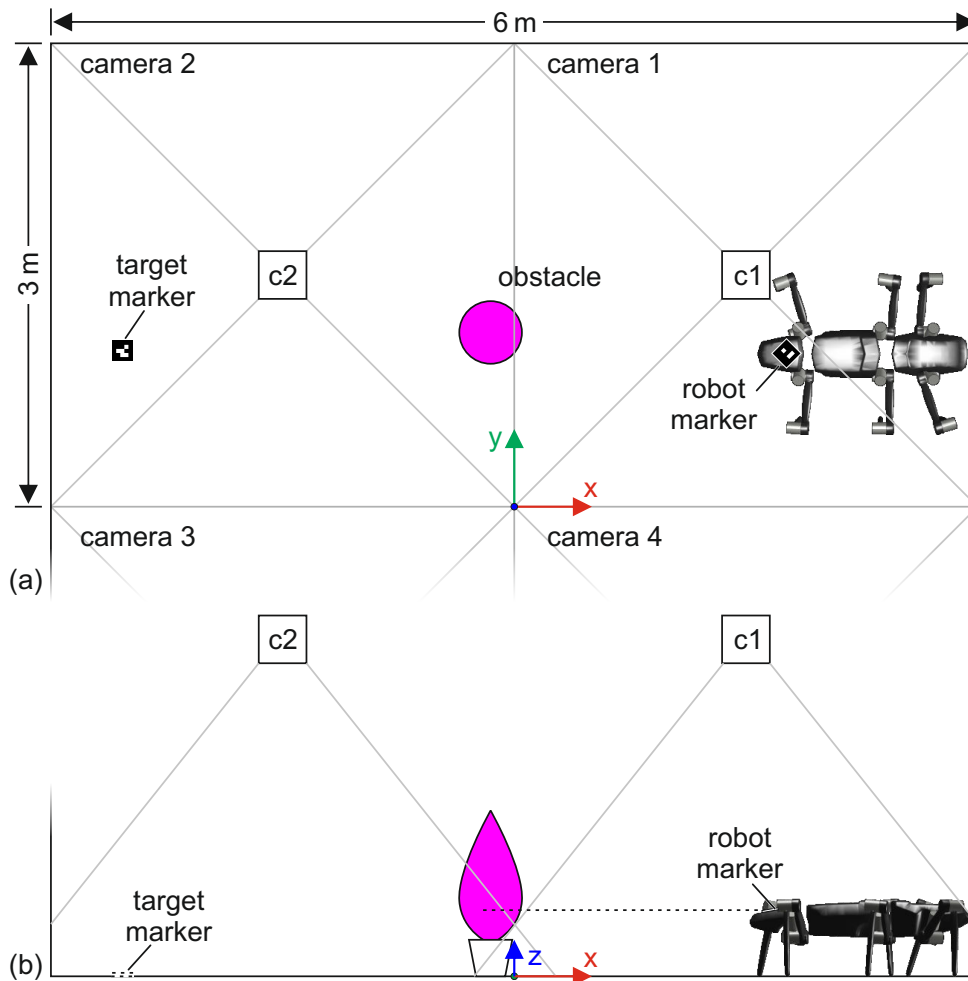 6 m
camera 2
camera 1
3 m
target
marker
c2
obstacle
c1
robot
marker
y
x
camera 3
camera 4
(a)
c2
c1
robot
marker
target
marker
(b)
z
x